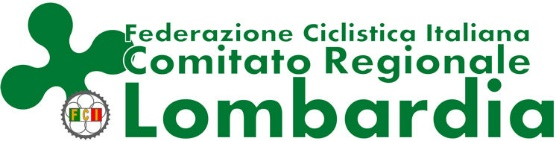 Federazione Ciclistica Italiana
Comitato Regionale
Lombardia
FCI